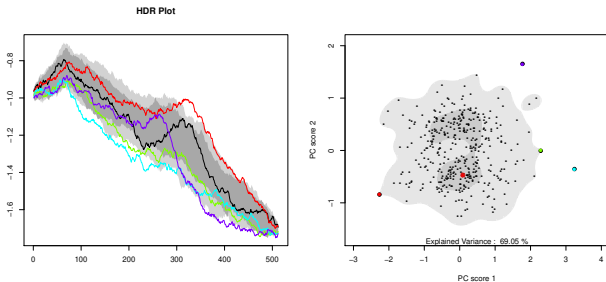 HDR Plot
−0.8
−1.0
−1.2
−1.4
−1.6
0 100 200 300 400 500
2
1
0
−1
PC score 2
Explained Variance : 69.05 %
−3 −2 −1 0 1 2 3 4
PC score 1